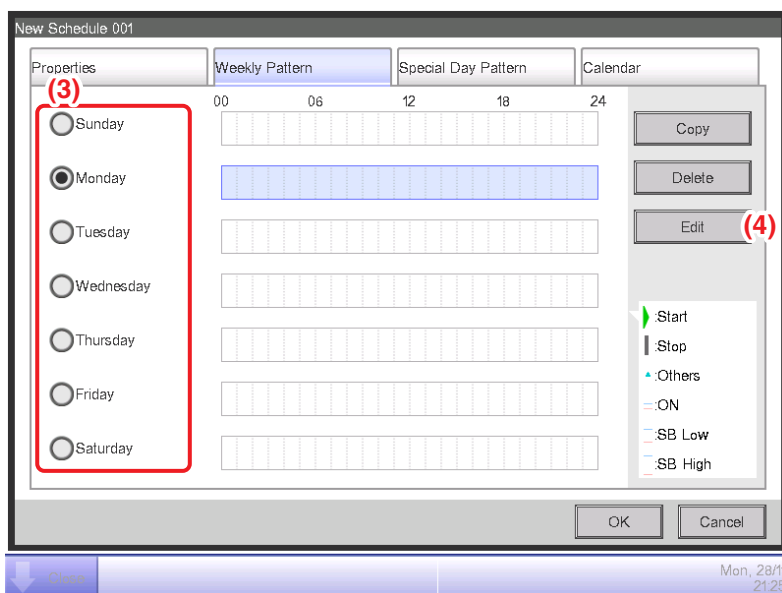 New Schedule 001
Properties Weekly Pattern Special Day Pattern Calendar
(3)
00 06 12 18 24
Sunday
Monday
Tuesday
Wednesday
Thursday
Friday
Saturday
Copy
Delete
Edit (4)
:Start
:Stop
:Others
:ON
:SB Low
:SB High
OK Cancel
Close
Mon, 28/1
21:25